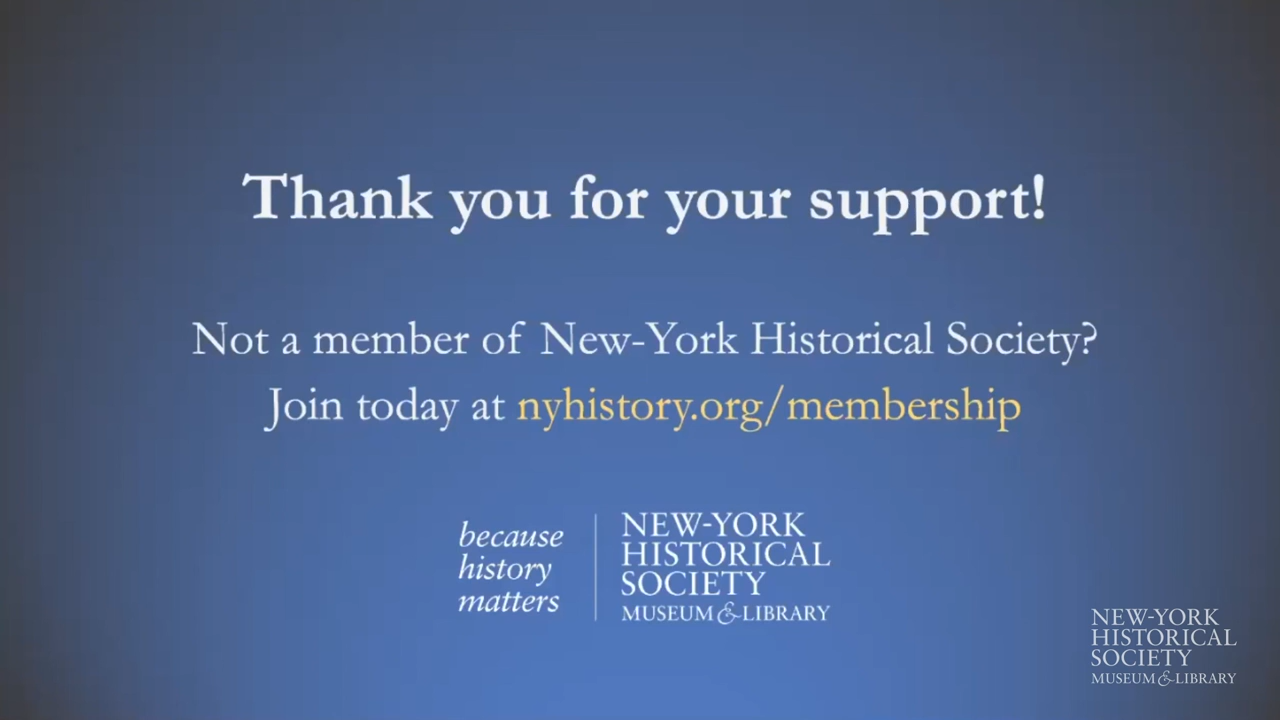 Thank you for your support!
Not a member of New-York Historical Society?
Join today at nyhistory.org/membership
because
history
matters
NEW-YORK
HISTORICAL
SOCIETY
MUSEUM & LIBRARY
NEW-YORK
HISTORICAL
SOCIETY
MUSEUM & LIBRARY